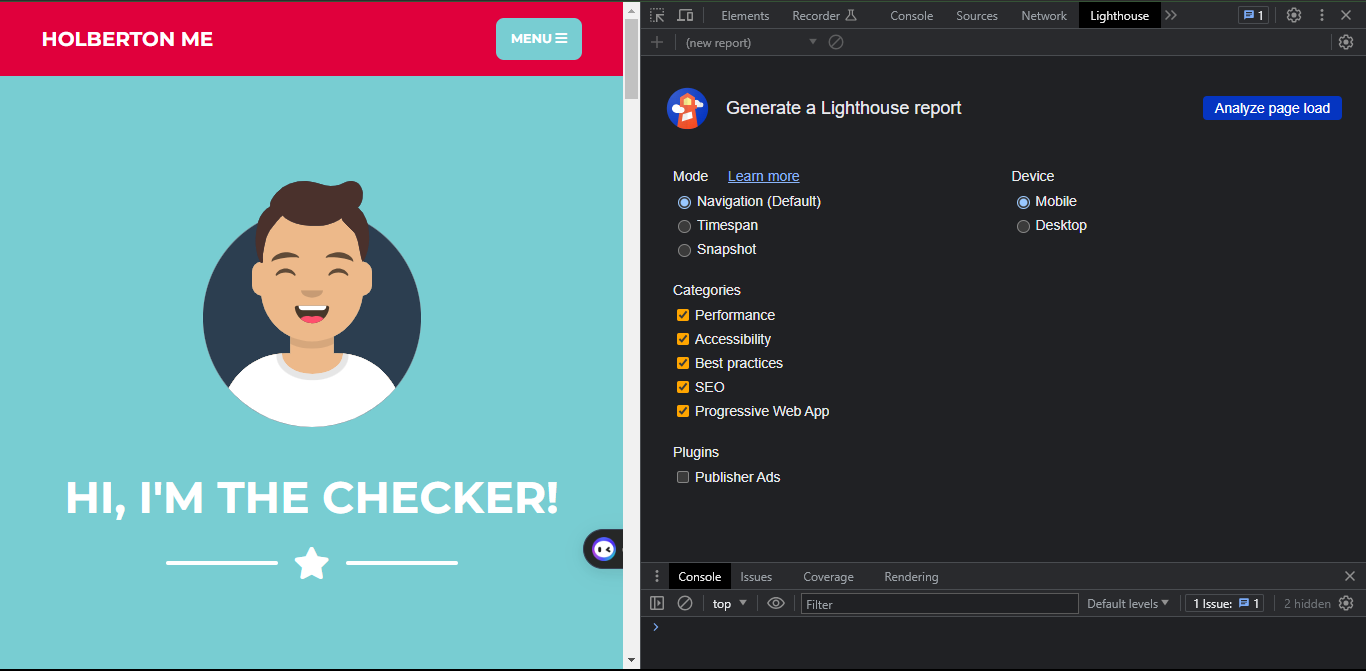 HOLBERTON ME
MENU
HI, I'M THE CHECKER!
Elements Recorder Console Sources Network Lighthouse 1
(new report)
Generate a Lighthouse report
Analyze page load
Mode Learn more
Navigation (Default)
Timespan
Snapshot
Device
Mobile
Desktop
Categories
Performance
Accessibility
Best practices
SEO
Progressive Web App
Plugins
Publisher Ads
Console Issues Coverage Rendering
top Filter Default levels 1 Issue: 1 2 hidden